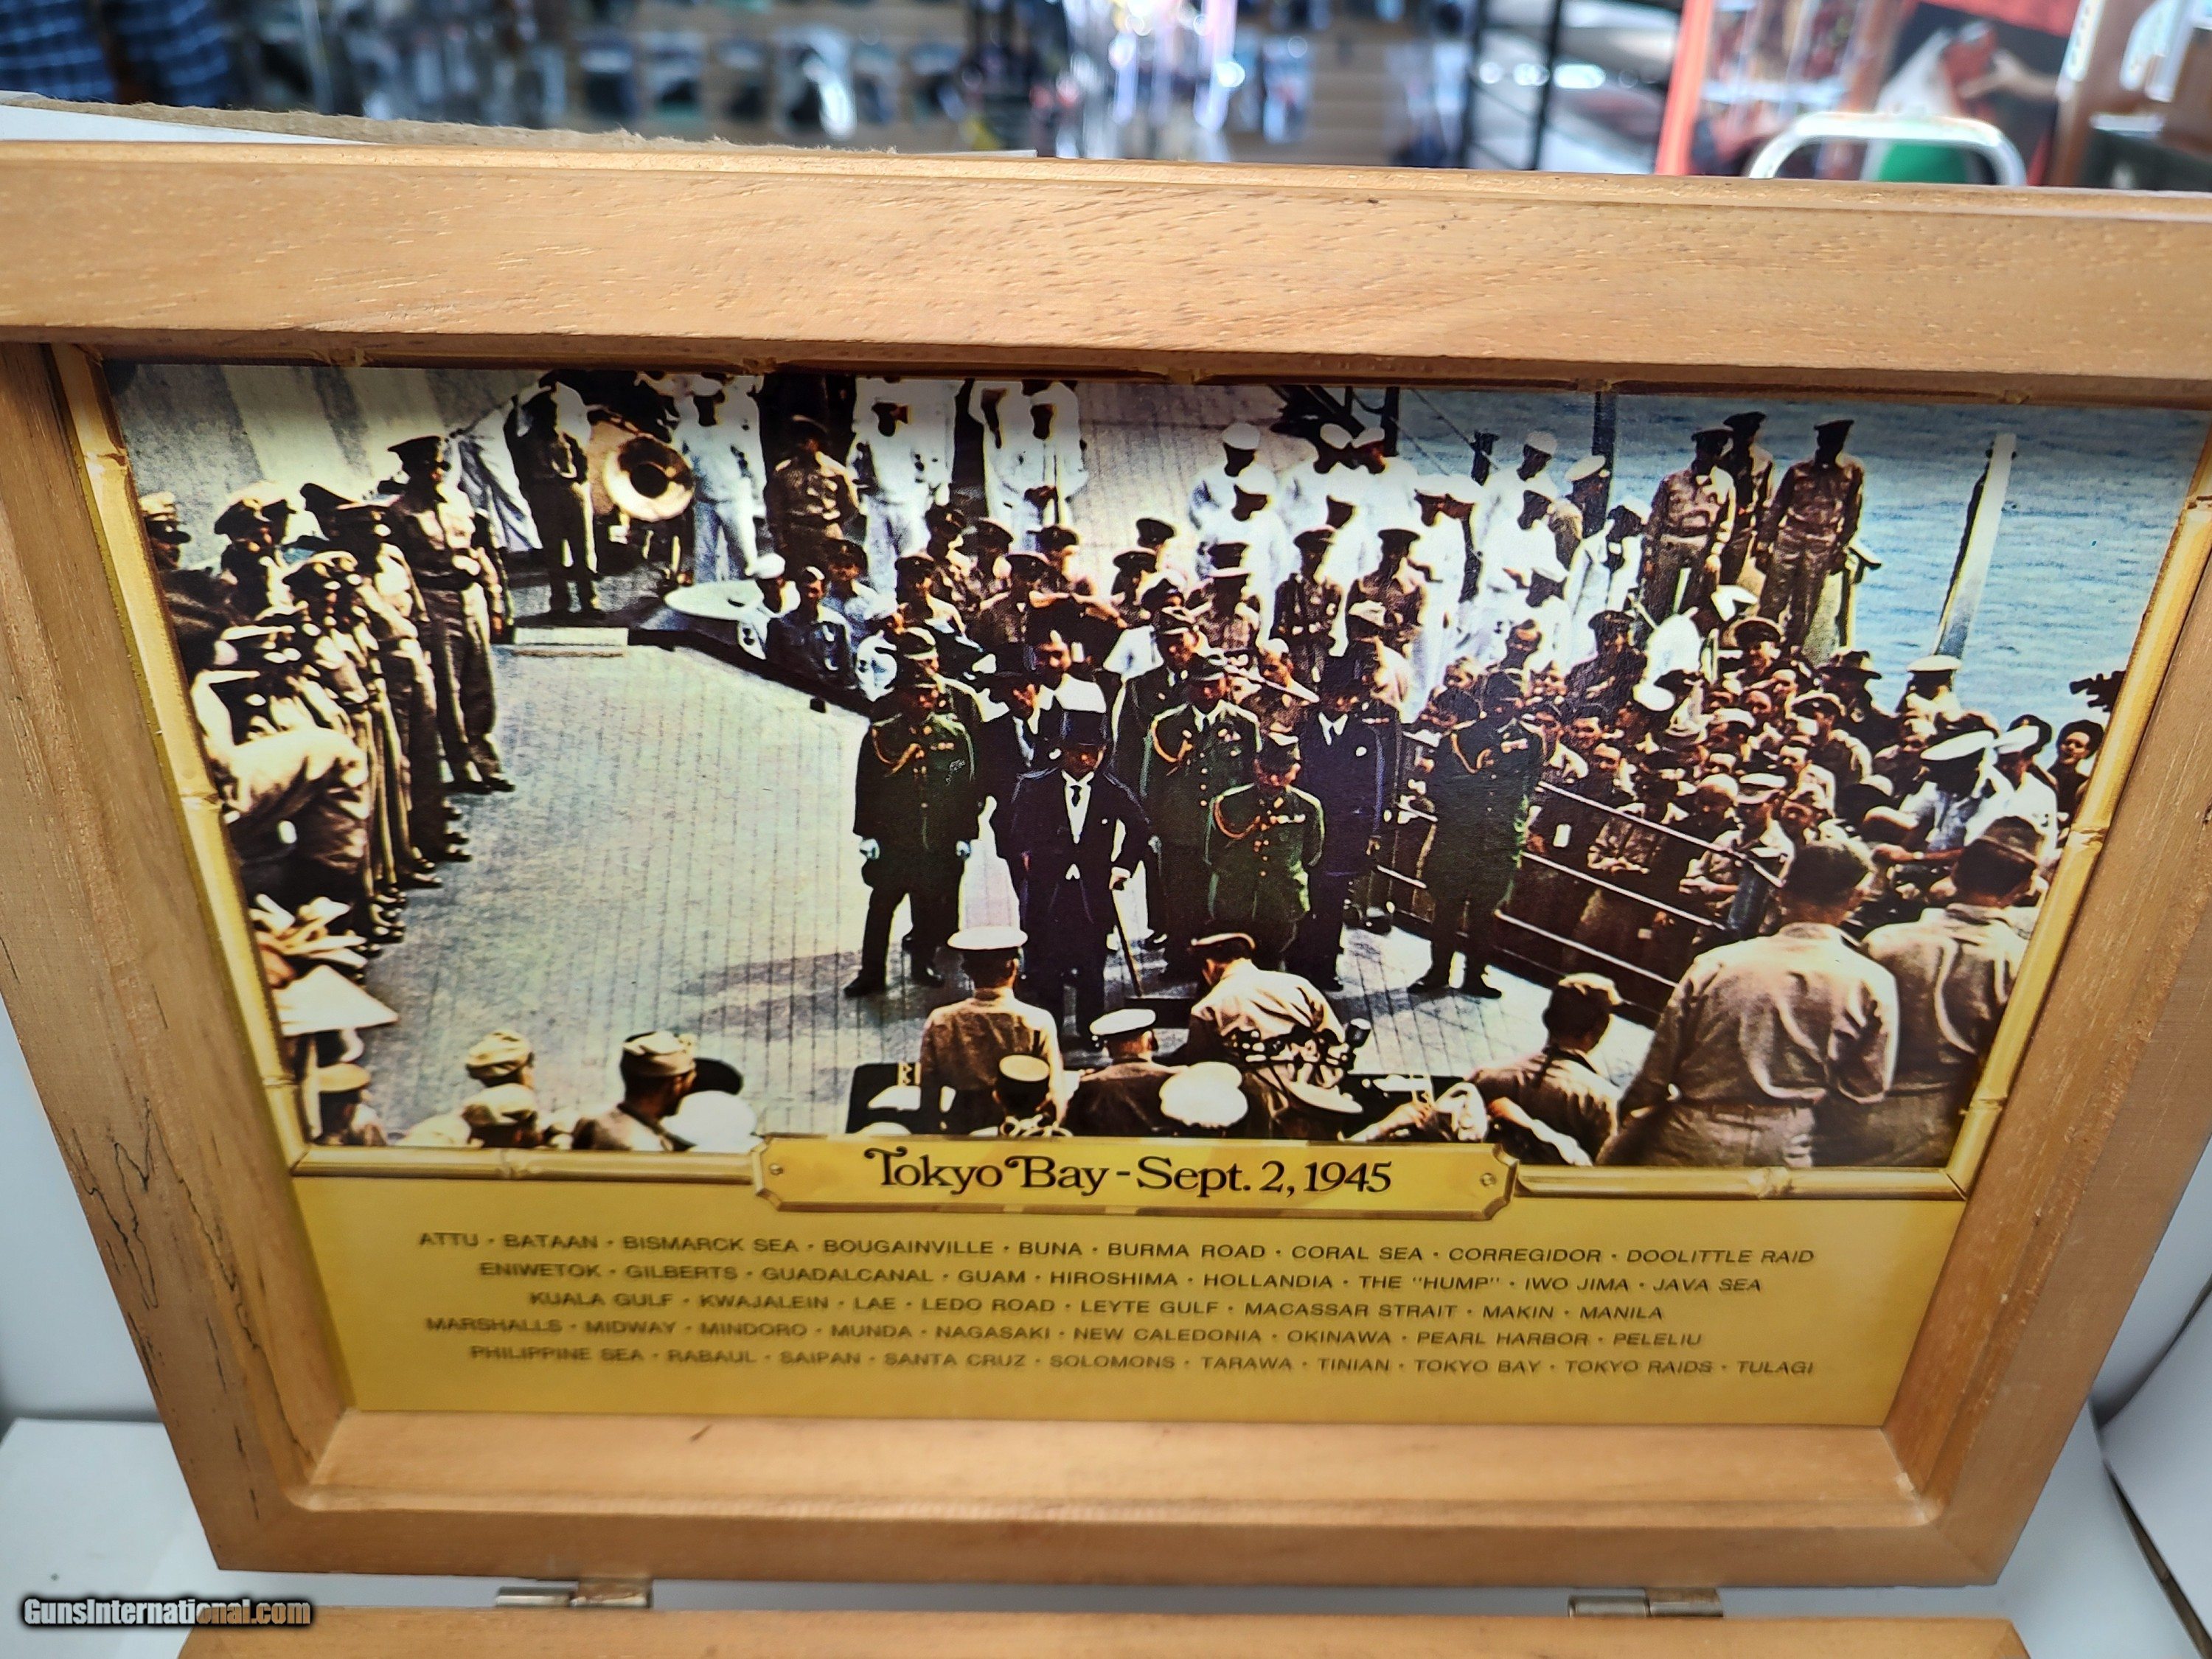 Tokyo Bay - Sept. 2, 1945
ATTU · BATAAN · BISMARCK SEA · BOUGAINVILLE · BUNA · BURMA ROAD · CORAL SEA · CORREGIDOR · DOOLITTLE RAID
ENIWETOK · GILBERTS · GUADALCANAL · GUAM · HIROSHIMA · HOLLANDIA · THE "HUMP" · IWO JIMA · JAVA SEA
KUALA GULF · KWAJALEIN · LAE · LEDO ROAD · LEYTE GULF · MACASSAR STRAIT · MAKIN · MANILA
MARSHALLS · MIDWAY · MINDORO · MUNDA · NAGASAKI · NEW CALEDONIA · OKINAWA · PEARL HARBOR · PELELIU
PHILIPPINE SEA · RABAUL · SAIPAN · SANTA CRUZ · SOLOMONS · TARAWA · TINIAN · TOKYO BAY · TOKYO RAIDS · TULAGI
GunsInternational.com